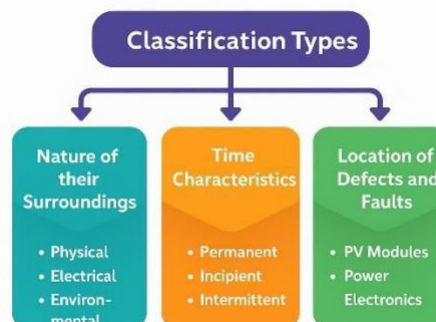 Classification Types
Nature of
their
Surroundings
• Physical
• Electrical
• Environ-
mental
Time
Characteristics
• Permanent
• Incipient
• Intermittent
Location of
Defects and
Faults
• PV Modules
• Power
Electronics